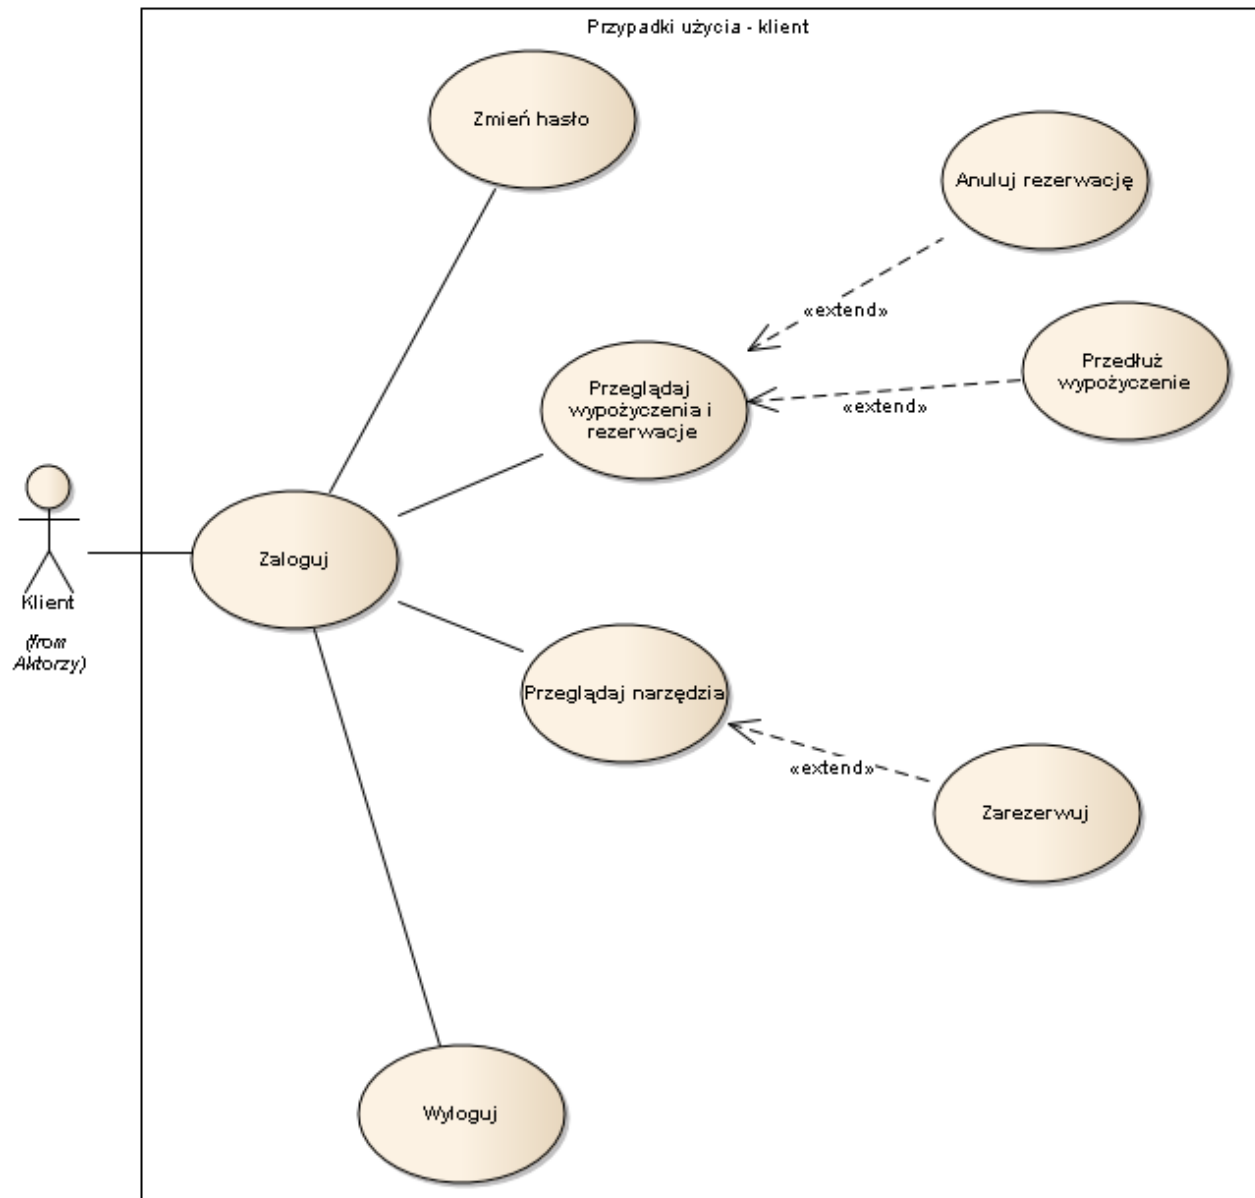 Przypadki użycia - klient
Zmień hasło
Anuluj rezerwację
«extend»
Przedłuż
wypożyczenie
Przeglądaj
wypożyczenia i
rezerwacje
«extend»
Zaloguj
Klient
(from
Aktorzy)
Przeglądaj narzędzia
«extend»
Zarezerwuj
Wyloguj